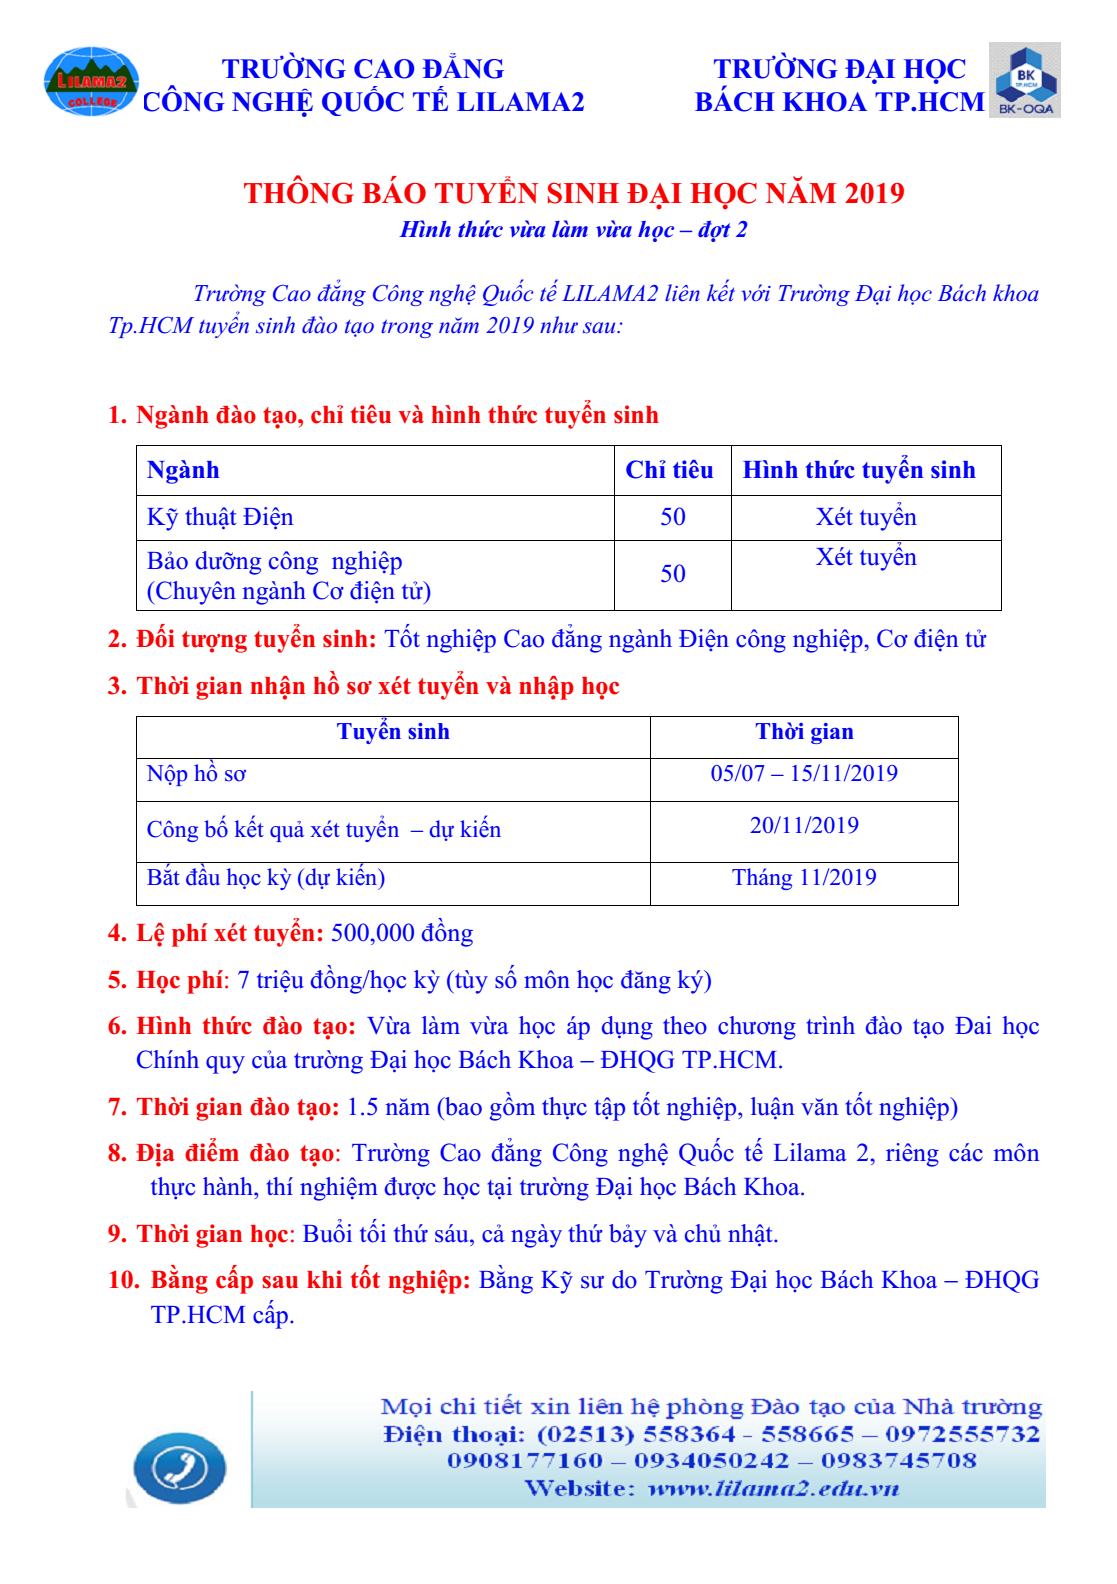 LILAMA2
COLLEGE
TRƯỜNG CAO ĐẲNG
CÔNG NGHỆ QUỐC TẾ LILAMA2
TRƯỜNG ĐẠI HỌC
BÁCH KHOA TP.HCM
BK
TP.HCM
BK-OQA
THÔNG BÁO TUYỂN SINH ĐẠI HỌC NĂM 2019
Hình thức vừa làm vừa học – đợt 2
Trường Cao đẳng Công nghệ Quốc tế LILAMA2 liên kết với Trường Đại học Bách khoa
Tp.HCM tuyển sinh đào tạo trong năm 2019 như sau:
1. Ngành đào tạo, chỉ tiêu và hình thức tuyển sinh
Ngành Chỉ tiêu Hình thức tuyển sinh
Kỹ thuật Điện 50 Xét tuyển
Bảo dưỡng công nghiệp
(Chuyên ngành Cơ điện tử) 50 Xét tuyển
2. Đối tượng tuyển sinh: Tốt nghiệp Cao đẳng ngành Điện công nghiệp, Cơ điện tử
3. Thời gian nhận hồ sơ xét tuyển và nhập học
Tuyển sinh Thời gian
Nộp hồ sơ 05/07 – 15/11/2019
Công bố kết quả xét tuyển – dự kiến 20/11/2019
Bắt đầu học kỳ (dự kiến) Tháng 11/2019
4. Lệ phí xét tuyển: 500,000 đồng
5. Học phí: 7 triệu đồng/học kỳ (tùy số môn học đăng ký)
6. Hình thức đào tạo: Vừa làm vừa học áp dụng theo chương trình đào tạo Đai học
Chính quy của trường Đại học Bách Khoa – ĐHQG TP.HCM.
7. Thời gian đào tạo: 1.5 năm (bao gồm thực tập tốt nghiệp, luận văn tốt nghiệp)
8. Địa điểm đào tạo: Trường Cao đẳng Công nghệ Quốc tế Lilama 2, riêng các môn
thực hành, thí nghiệm được học tại trường Đại học Bách Khoa.
9. Thời gian học: Buổi tối thứ sáu, cả ngày thứ bảy và chủ nhật.
10. Bằng cấp sau khi tốt nghiệp: Bằng Kỹ sư do Trường Đại học Bách Khoa – ĐHQG
TP.HCM cấp.
Mọi chi tiết xin liên hệ phòng Đào tạo của Nhà trường
Điện thoại: (02513) 558364 - 558665 – 0972555732
0908177160 – 0934050242 – 0983745708
Website: www.lilama2.edu.vn